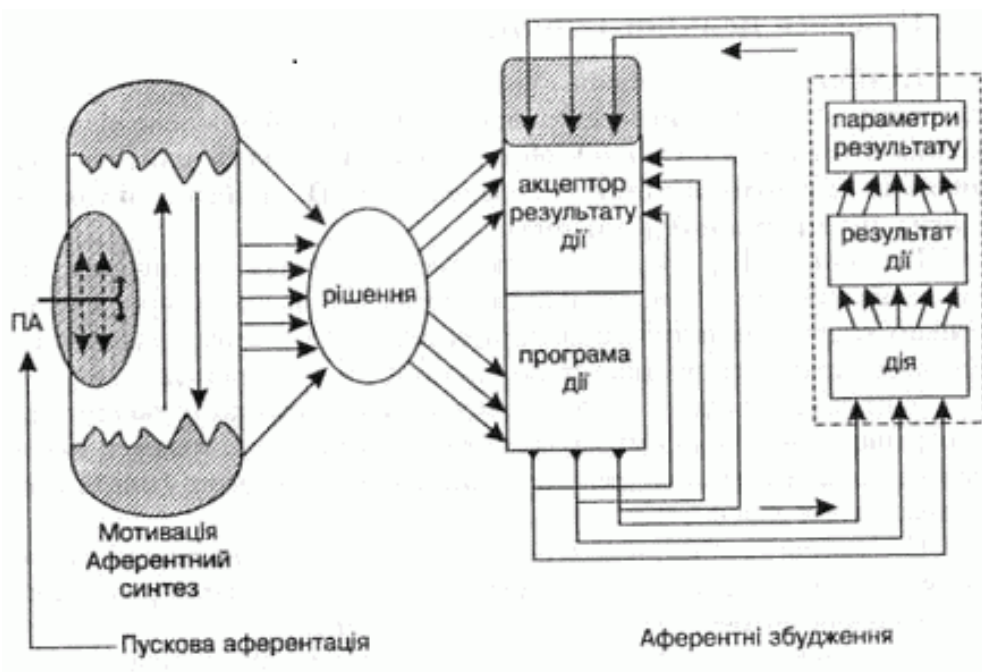 ПА
Мотивація
Аферентний
синтез
Пускова аферентація
рішення
акцептор
результату
дії
програма
дії
параметри
результату
результат
дії
дія
Аферентні збудження